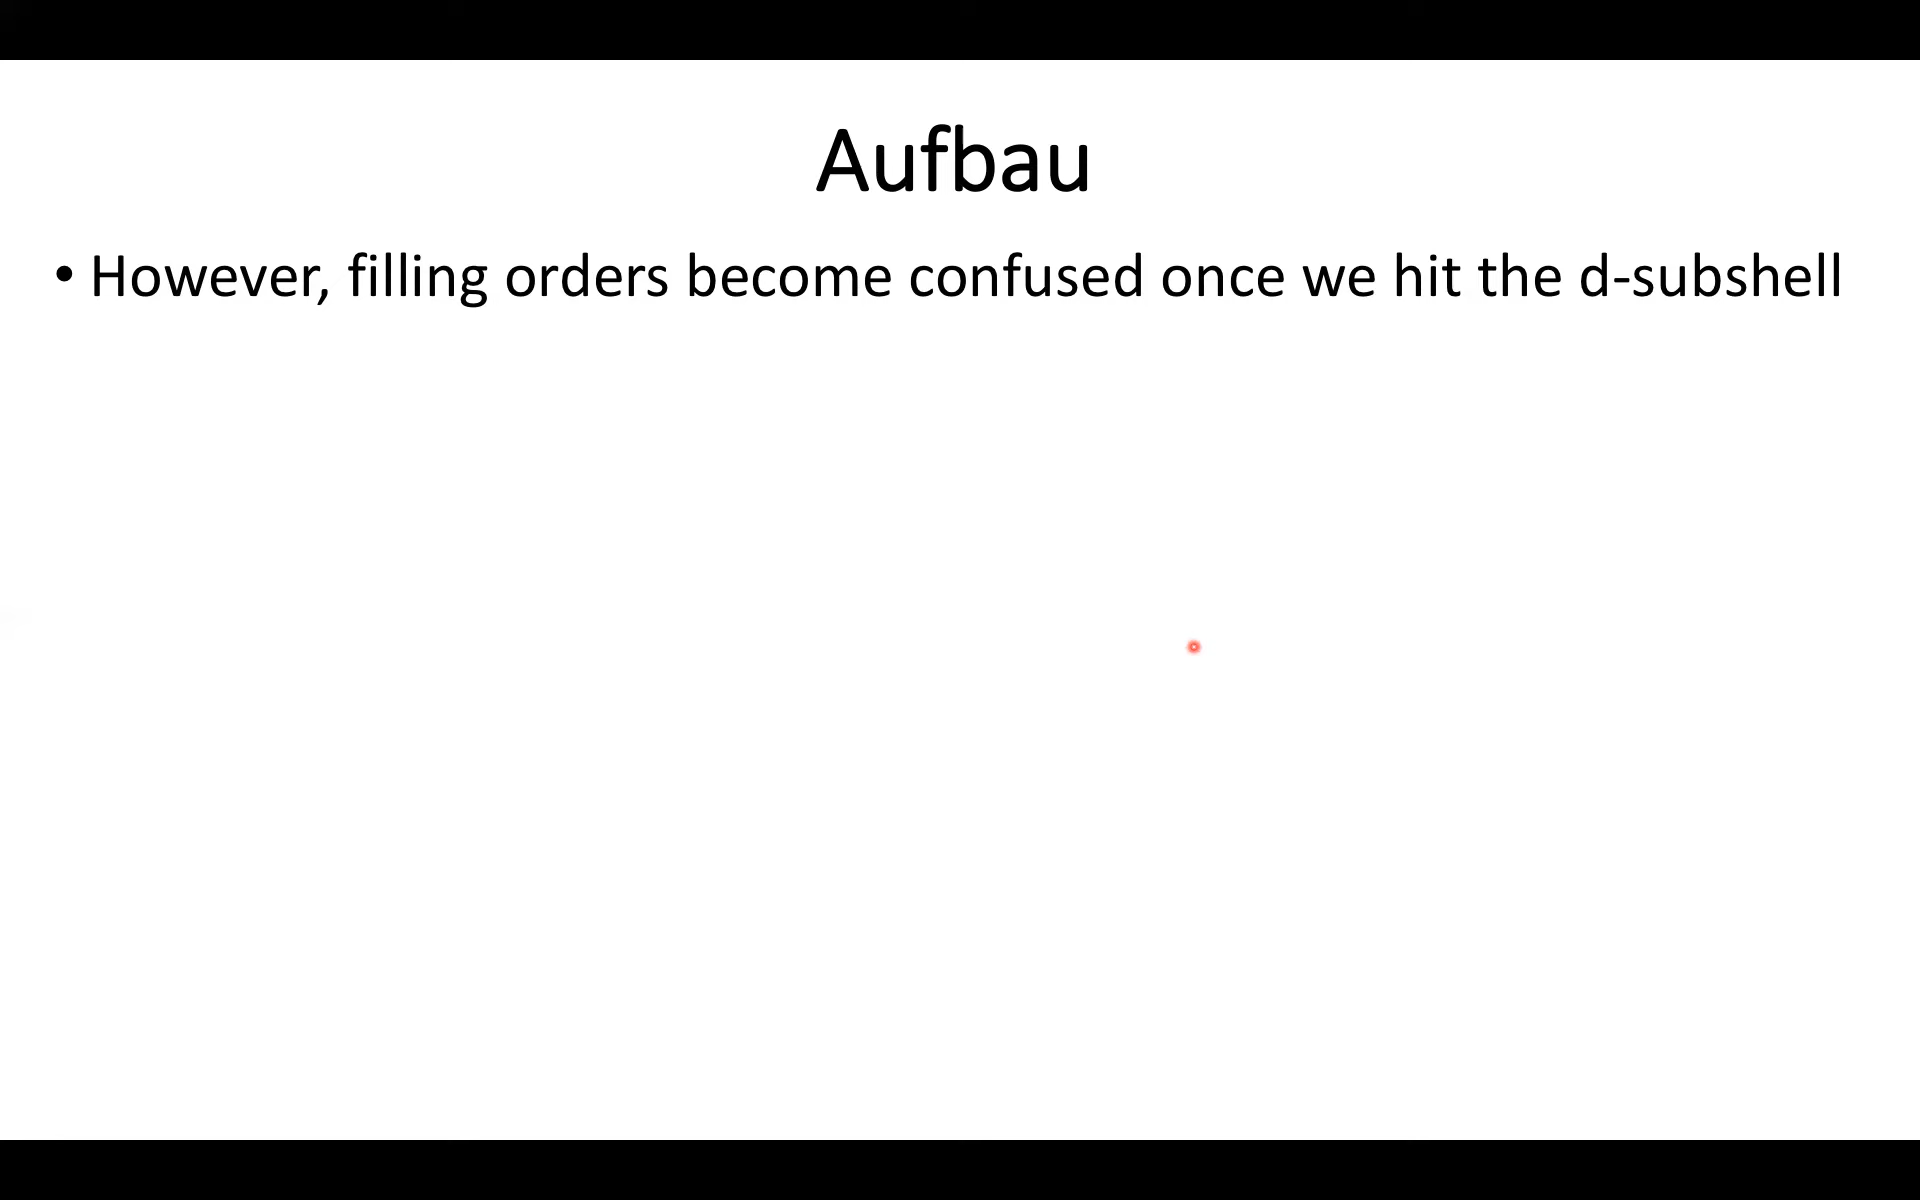 Aufbau
• However, filling orders become confused once we hit the d-subshell